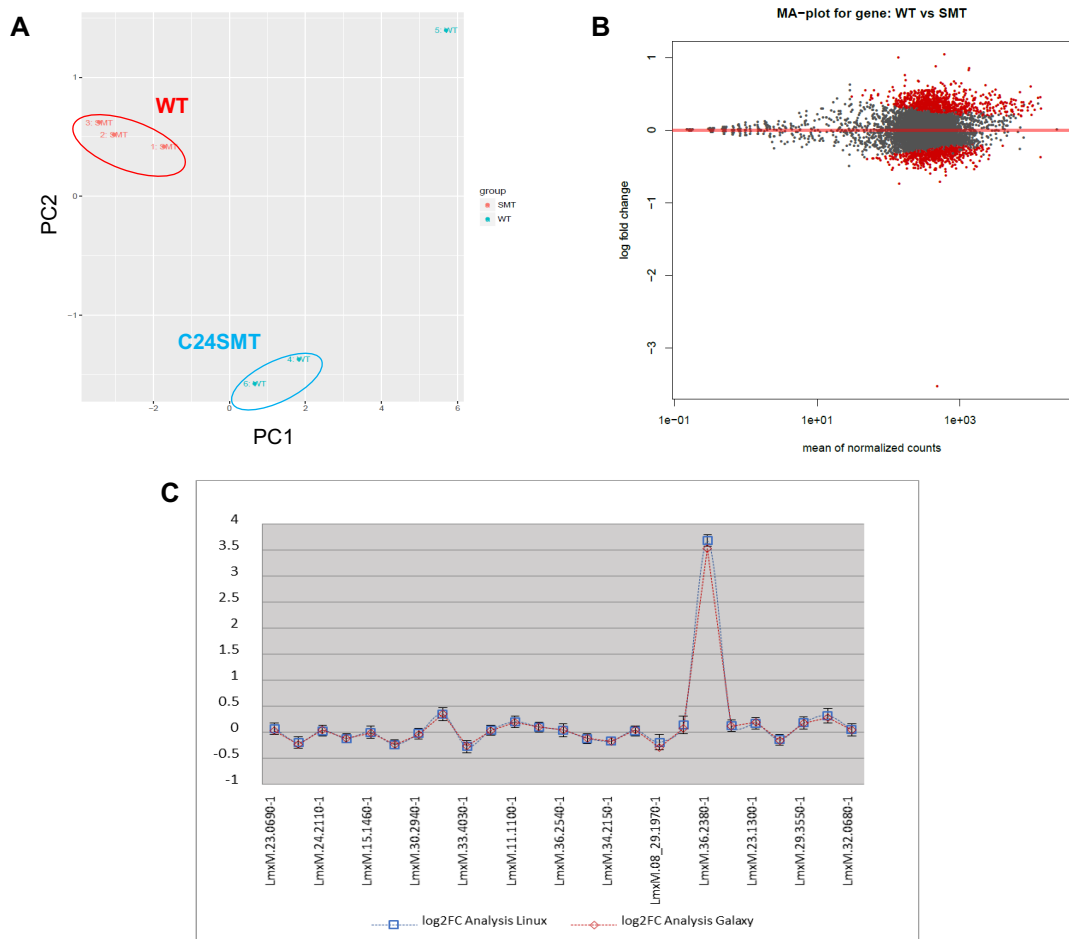 A
WT
5: WT
3: SMT
2: SMT
1: SMT
1
0
−1
PC2
group
SMT
WT
C24SMT
4: WT
6: WT
−2
0
2
4
6
PC1
B
MA−plot for gene: WT vs SMT
1
0
−1
−2
−3
log fold change
1e−01
1e+01
1e+03
mean of normalized counts
C
4
3.5
3
2.5
2
1.5
1
0.5
0
-0.5
-1
LmxM.23.0690-1
LmxM.24.2110-1
LmxM.15.1460-1
LmxM.30.2940-1
LmxM.33.4030-1
LmxM.11.1100-1
LmxM.36.2540-1
LmxM.34.2150-1
LmxM.08_29.1970-1
LmxM.36.2380-1
LmxM.23.1300-1
LmxM.29.3550-1
LmxM.32.0680-1
log2FC Analysis Linux
log2FC Analysis Galaxy